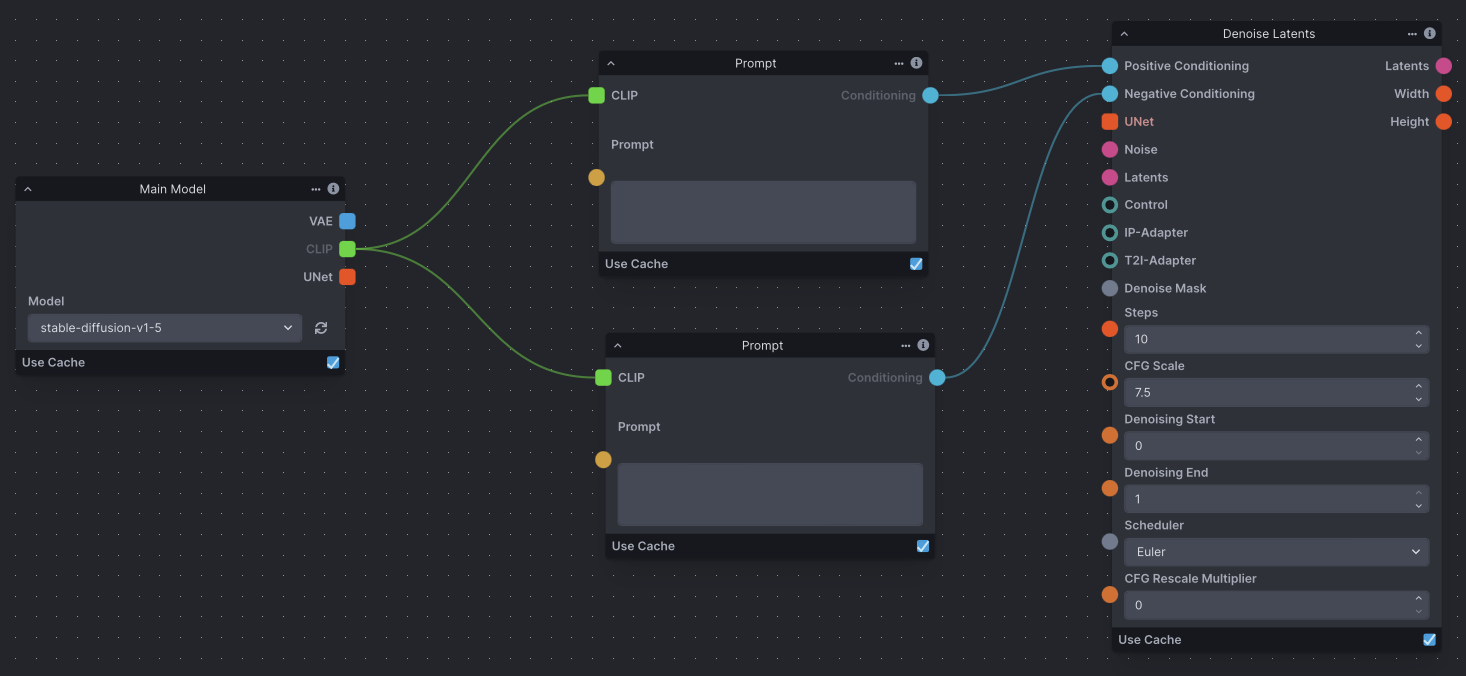 Main Model
VAE
CLIP
UNet
Model
stable-diffusion-v1-5
Use Cache
Prompt
CLIP Conditioning
Prompt
Use Cache
Prompt
CLIP Conditioning
Prompt
Use Cache
Denoise Latents
Positive Conditioning Latents
Negative Conditioning Width
UNet Height
Noise
Latents
Control
IP-Adapter
T2I-Adapter
Denoise Mask
Steps
10
CFG Scale
7.5
Denoising Start
0
Denoising End
1
Scheduler
Euler
CFG Rescale Multiplier
0
Use Cache